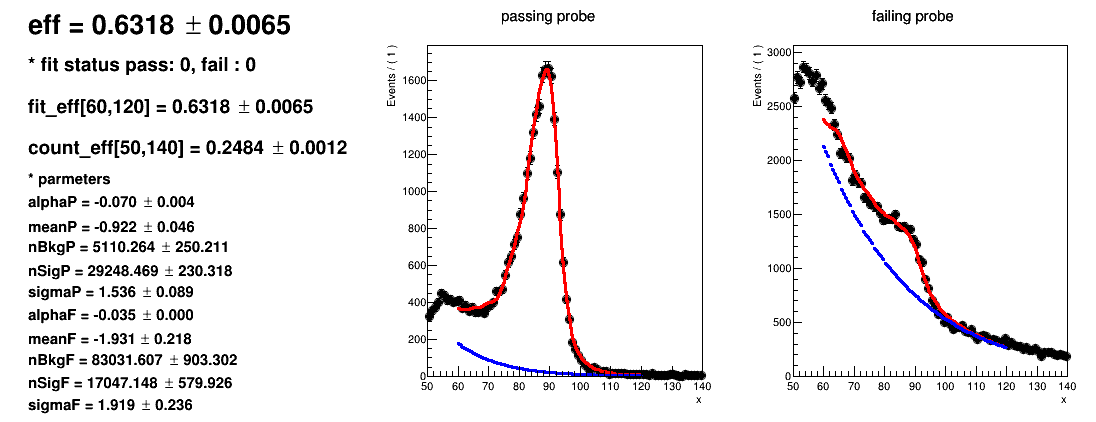 eff = 0.6318 ± 0.0065
* fit status pass: 0, fail : 0
fit_eff[60,120] = 0.6318 ± 0.0065
count_eff[50,140] = 0.2484 ± 0.0012
* parmeters
alphaP = -0.070 ± 0.004
meanP = -0.922 ± 0.046
nBkgP = 5110.264 ± 250.211
nSigP = 29248.469 ± 230.318
sigmaP = 1.536 ± 0.089
alphaF = -0.035 ± 0.000
meanF = -1.931 ± 0.218
nBkgF = 83031.607 ± 903.302
nSigF = 17047.148 ± 579.926
sigmaF = 1.919 ± 0.236
passing probe
Events / ( 1 )
1600
1400
1200
1000
800
600
400
200
0
50 60 70 80 90 100 110 120 130 140
x
failing probe
Events / ( 1 )
3000
2500
2000
1500
1000
500
0
50 60 70 80 90 100 110 120 130 140
x